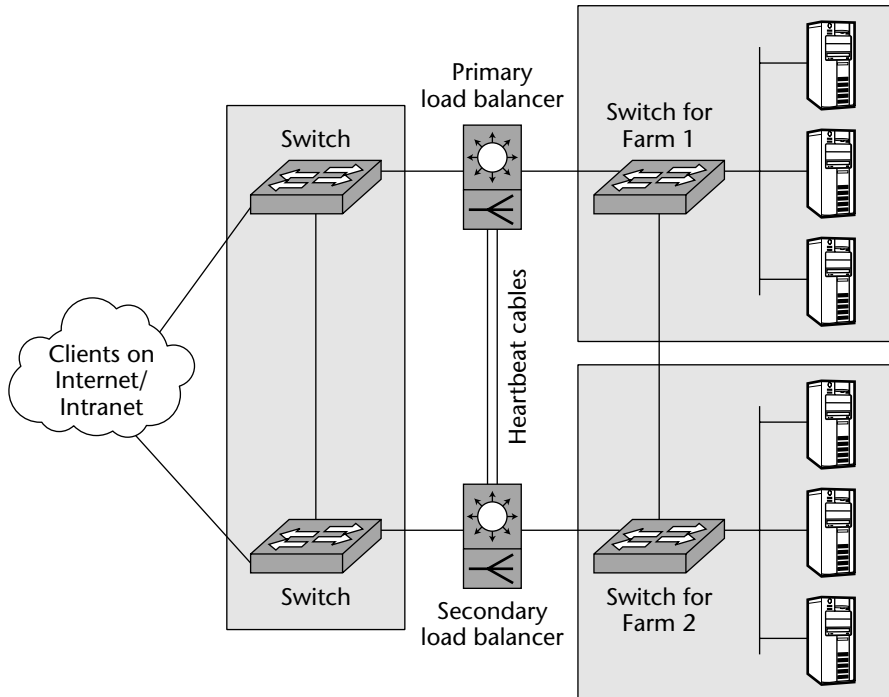 Primary
load balancer
Switch for
Farm 1
Switch
Heartbeat cables
Clients on
Internet/
Intranet
Switch
Secondary
load balancer
Switch for
Farm 2